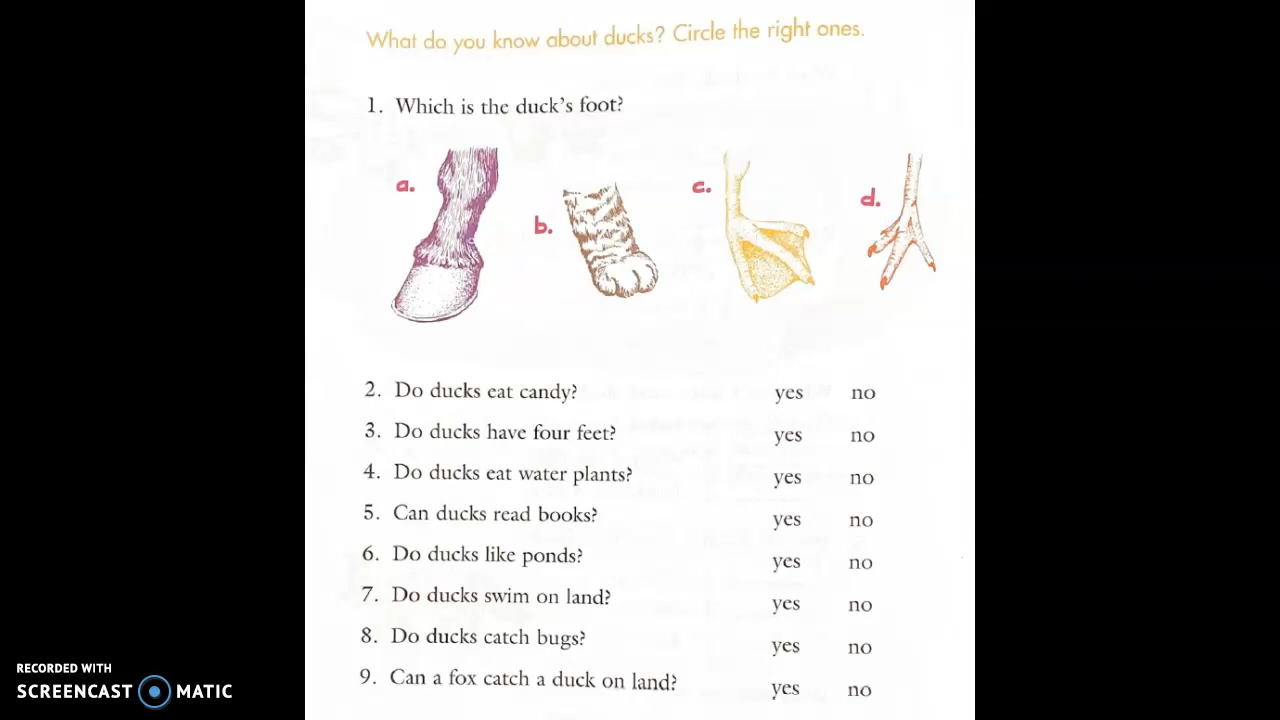 What do you know about ducks? Circle the right ones.
1. Which is the duck's foot?
a.
b.
c.
d.
2. Do ducks eat candy? yes no
3. Do ducks have four feet? yes no
4. Do ducks eat water plants? yes no
5. Can ducks read books? yes no
6. Do ducks like ponds? yes no
7. Do ducks swim on land? yes no
8. Do ducks catch bugs? yes no
9. Can a fox catch a duck on land? yes no
RECORDED WITH
SCREENCAST MATIC